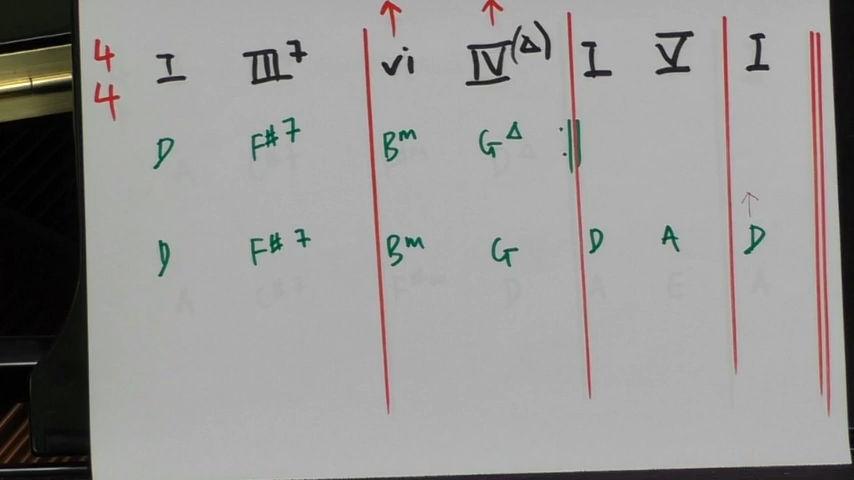 4 4 I III7 vi IV(Δ) I V I
D F#7 Bm GΔ :||
D F#7 Bm G D A D